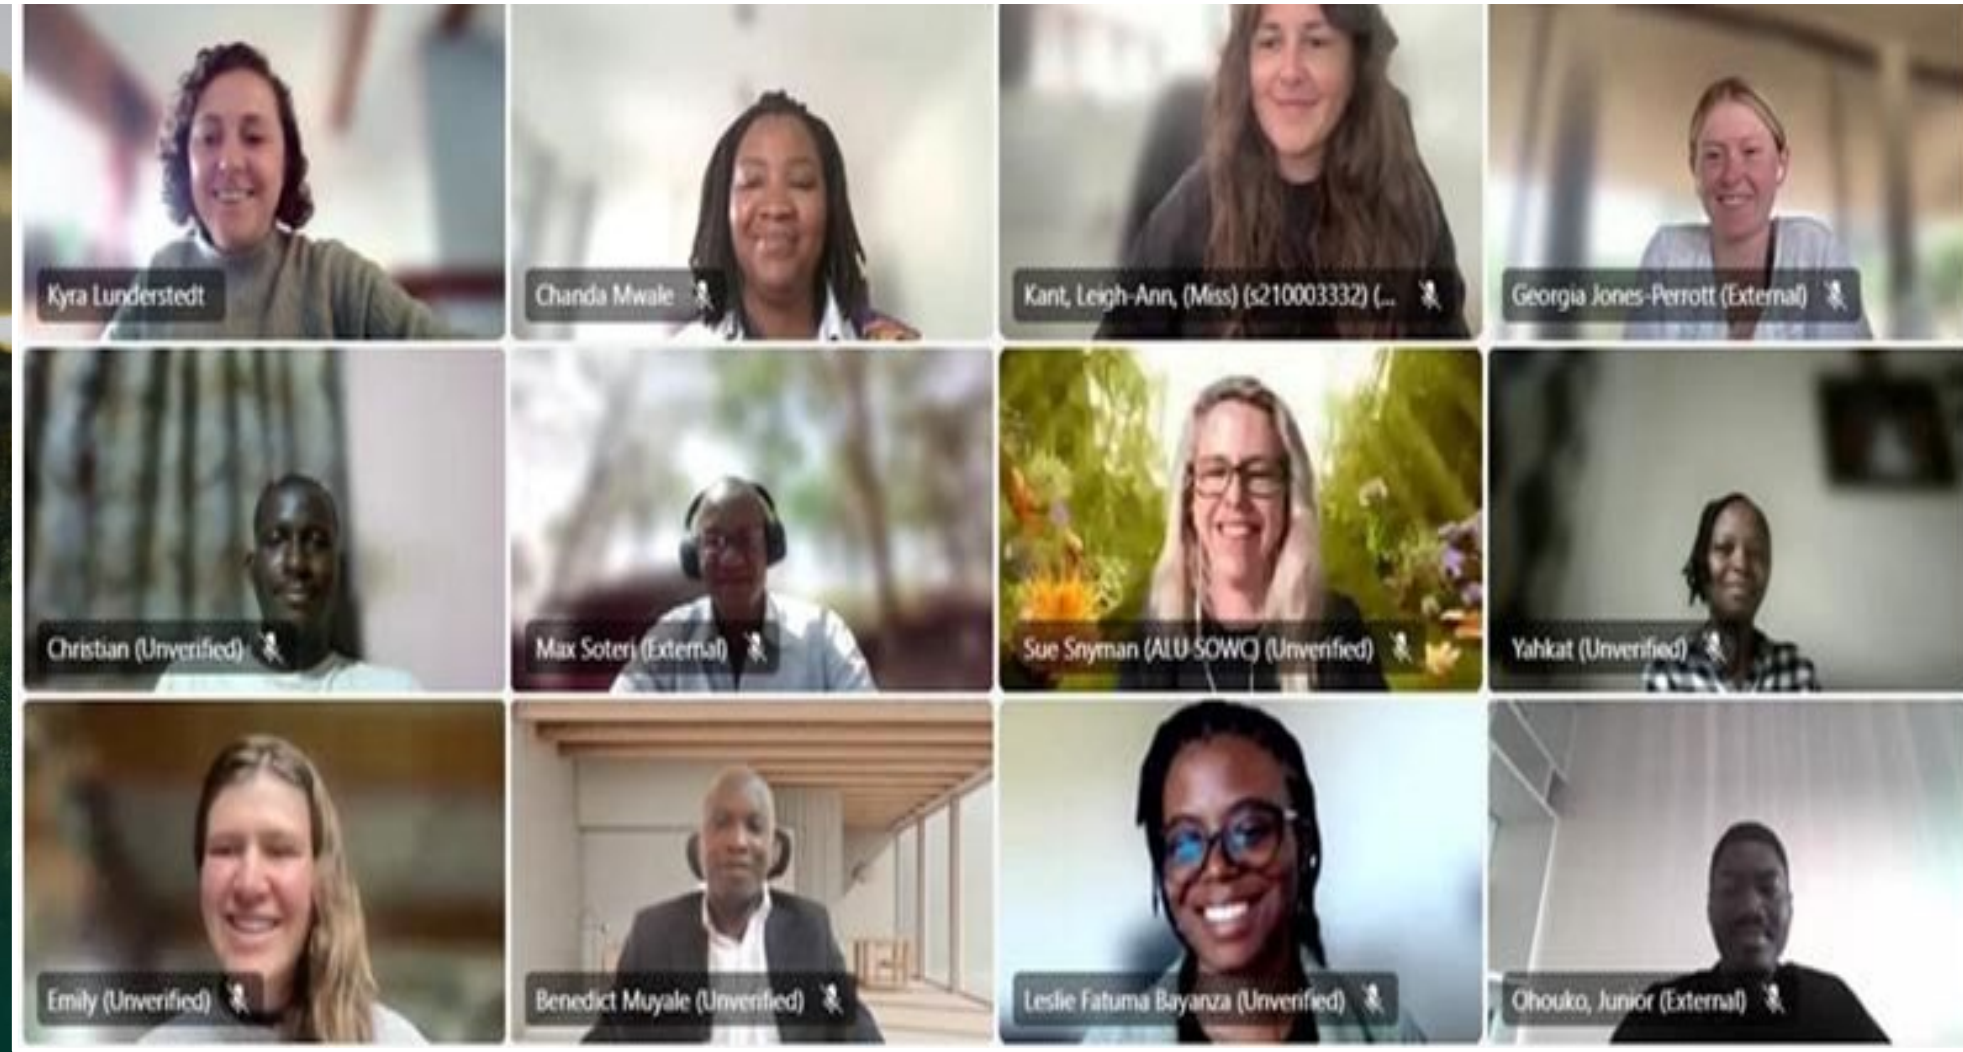 Kyra Lunderstedt
Chanda Mwale
Kant, Leigh-Ann, (Miss) (s210003332) (...
Georgia Jones-Perrott (External)
Christian (Unverified)
Max Soteri (External)
Sue Snyman (ALU-SOWC) (Unverified)
Yahkat (Unverified)
Emily (Unverified)
Benedict Muyale (Unverified)
Leslie Fatuma Bayanza (Unverified)
Ohouko, Junior (External)